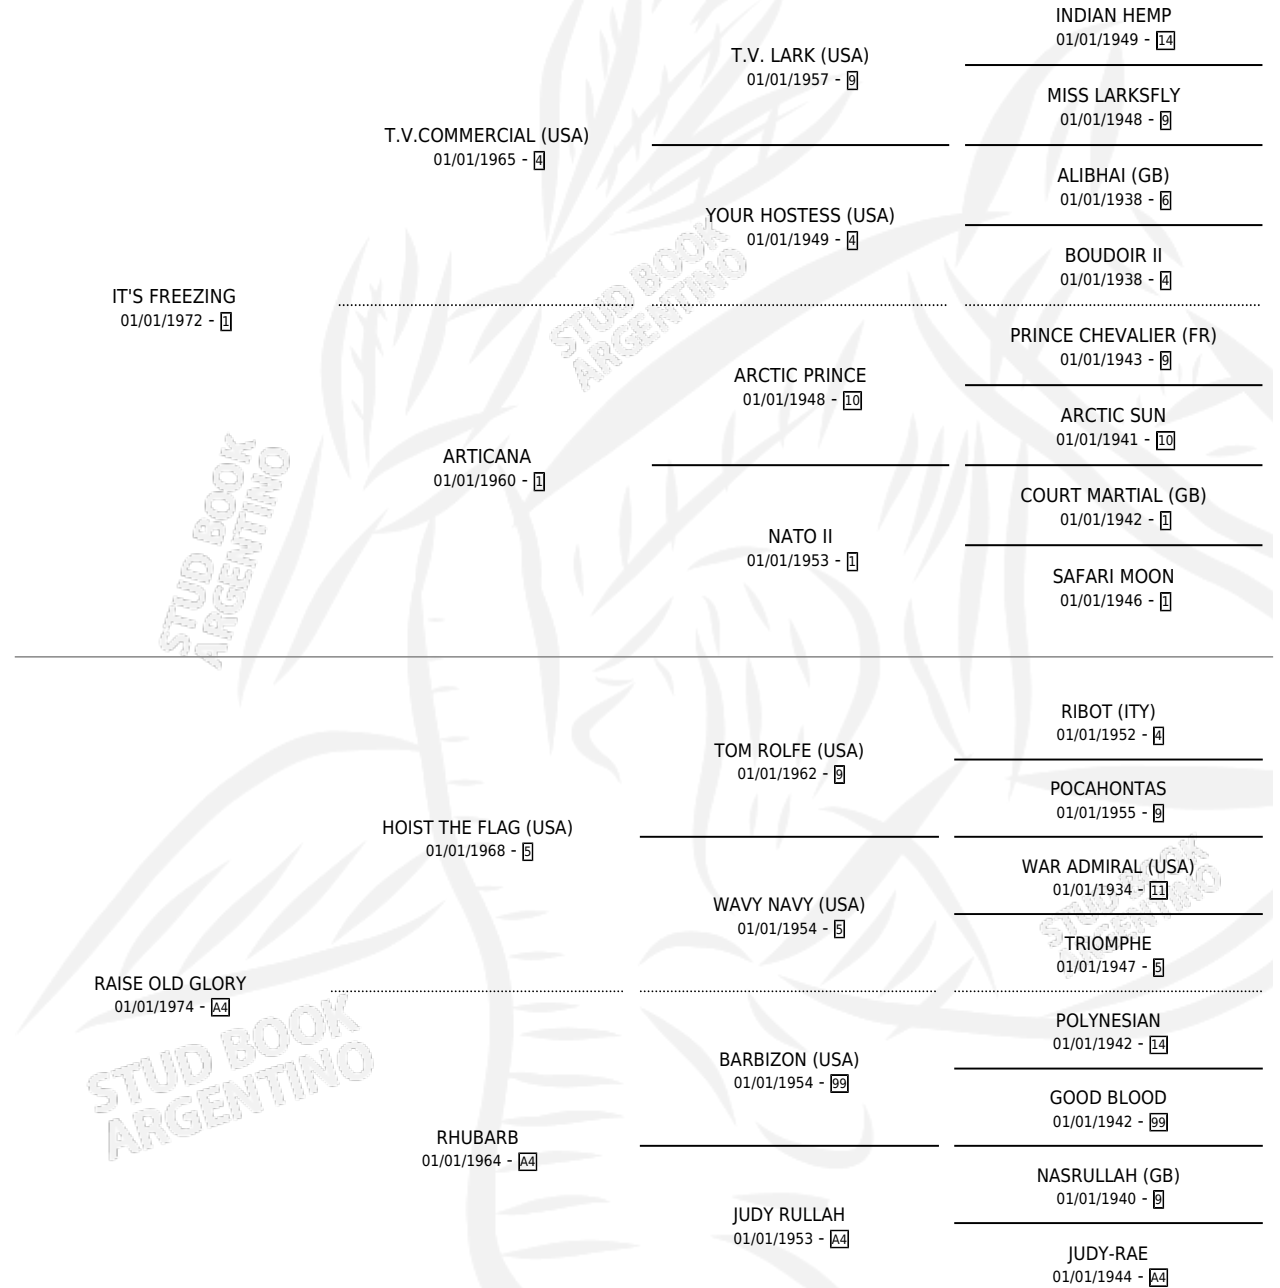 INDIAN HEMP
01/01/1949 - 14
T.V. LARK (USA)
01/01/1957 - 9
MISS LARKSFLY
01/01/1948 - 9
T.V.COMMERCIAL (USA)
01/01/1965 - 4
ALIBHAI (GB)
01/01/1938 - 6
YOUR HOSTESS (USA)
01/01/1949 - 4
BOUDOIR II
01/01/1938 - 4
IT'S FREEZING
01/01/1972 - 1
STUD BOOK
ARGENTINO
PRINCE CHEVALIER (FR)
01/01/1943 - 9
ARCTIC PRINCE
01/01/1948 - 10
ARCTIC SUN
01/01/1941 - 10
ARTICANA
01/01/1960 - 1
COURT MARTIAL (GB)
01/01/1942 - 1
NATO II
01/01/1953 - 1
SAFARI MOON
01/01/1946 - 1
STUD BOOK
ARGENTINO
RIBOT (ITY)
01/01/1952 - 4
TOM ROLFE (USA)
01/01/1962 - 9
POCAHONTAS
01/01/1955 - 9
HOIST THE FLAG (USA)
01/01/1968 - 5
WAR ADMIRAL (USA)
01/01/1934 - 11
WAVY NAVY (USA)
01/01/1954 - 5
STUD BOOK
ARGENTINO
TRIOMPHE
01/01/1947 - 5
RAISE OLD GLORY
01/01/1974 - A4
STUD BOOK
ARGENTINO
POLYNESIAN
01/01/1942 - 14
BARBIZON (USA)
01/01/1954 - 99
GOOD BLOOD
01/01/1942 - 99
RHUBARB
01/01/1964 - A4
NASRULLAH (GB)
01/01/1940 - 9
JUDY RULLAH
01/01/1953 - A4
JUDY-RAE
01/01/1944 - A4